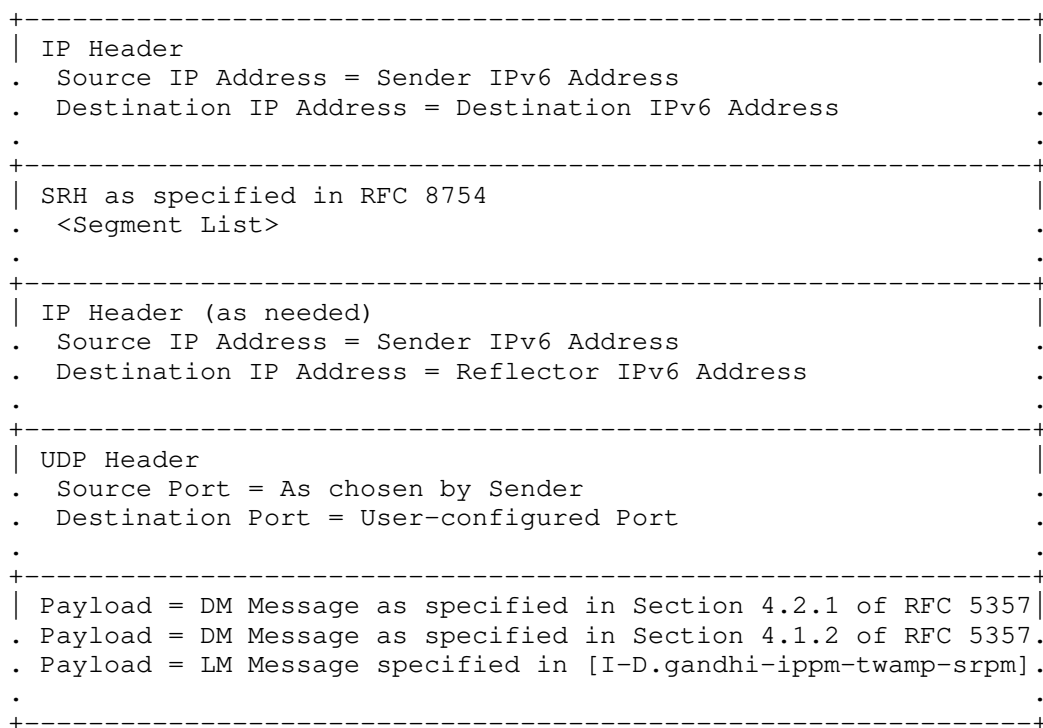 +---------------------------------------------------------------+
| IP Header                                                     |
.  Source IP Address = Sender IPv6 Address                      .
.  Destination IP Address = Destination IPv6 Address            .
.                                                               .
+---------------------------------------------------------------+
| SRH as specified in RFC 8754                                  |
.  <Segment List>                                               .
.                                                               .
+---------------------------------------------------------------+
| IP Header (as needed)                                         |
.  Source IP Address = Sender IPv6 Address                      .
.  Destination IP Address = Reflector IPv6 Address              .
.                                                               .
+---------------------------------------------------------------+
| UDP Header                                                    |
.  Source Port = As chosen by Sender                            .
.  Destination Port = User-configured Port                      .
.                                                               .
+---------------------------------------------------------------+
| Payload = DM Message as specified in Section 4.2.1 of RFC 5357|
. Payload = DM Message as specified in Section 4.1.2 of RFC 5357.
. Payload = LM Message specified in [I-D.gandhi-ippm-twamp-srpm].
.                                                               .
+---------------------------------------------------------------+